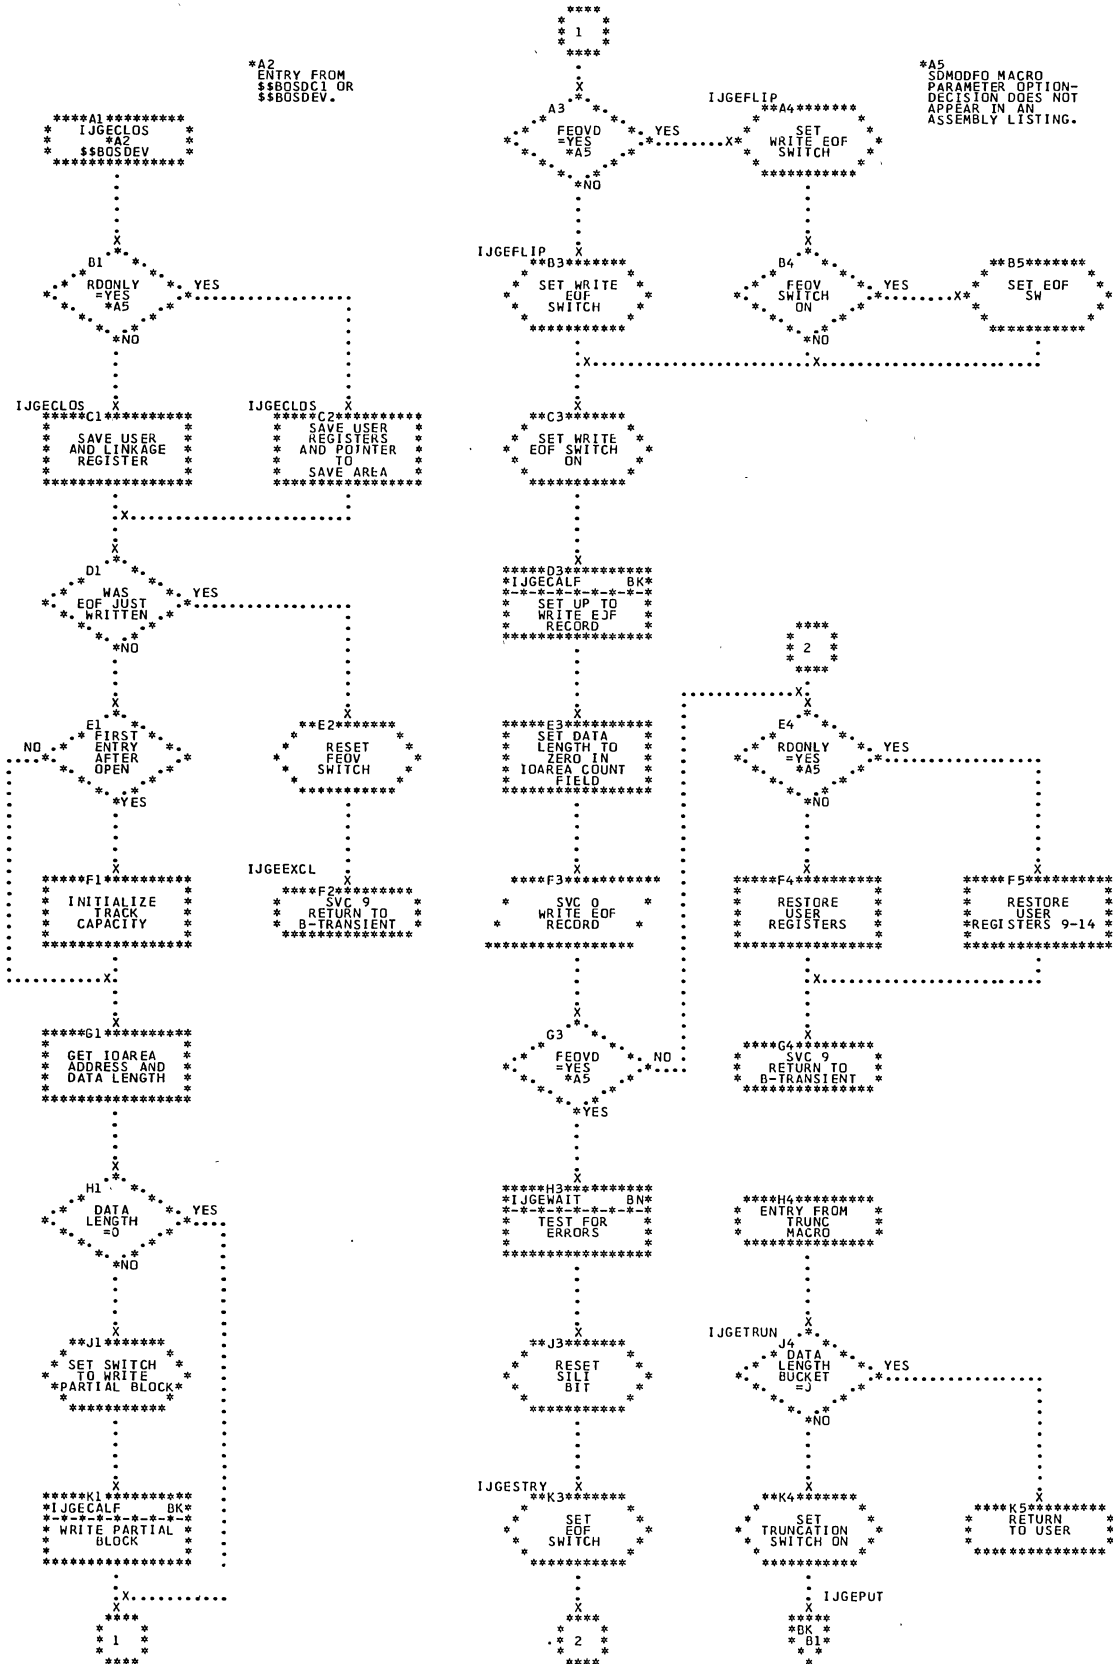 *A2
ENTRY FROM
$$BOSDC1 OR
$$BOSDEV.
A1
IJGECLOS
*A2
$$BOSDEV
B1
RDONLY
=YES
*A5
YES
NO
IJGECLOS
C1
SAVE USER
AND LINKAGE
REGISTER
IJGECLOS
C2
SAVE USER
REGISTERS
AND POINTER
TO
SAVE AREA
D1
WAS
EOF JUST
WRITTEN
YES
NO
E1
FIRST
ENTRY
AFTER
OPEN
NO
YES
E2
RESET
FEOV
SWITCH
F1
INITIALIZE
TRACK
CAPACITY
IJGEEXCL
F2
SVC 9
RETURN TO
B-TRANSIENT
G1
GET IOAREA
ADDRESS AND
DATA LENGTH
H1
DATA
LENGTH
=0
YES
NO
J1
SET SWITCH
TO WRITE
PARTIAL BLOCK
K1
IJGECALF BK
WRITE PARTIAL
BLOCK
1
1
A3
FEOVD
=YES
*A5
YES
NO
IJGEFLIP
A4
SET
WRITE EOF
SWITCH
*A5
SDMODFO MACRO
PARAMETER OPTION-
DECISION DOES NOT
APPEAR IN AN
ASSEMBLY LISTING.
IJGEFLIP
B3
SET WRITE
EOF
SWITCH
B4
FEOV
SWITCH
ON
YES
NO
B5
SET EOF
SW
C3
SET WRITE
EOF SWITCH
ON
D3
IJGECALF BK
SET UP TO
WRITE EJF
RECORD
E3
SET DATA
LENGTH TO
ZERO IN
IOAREA COUNT
FIELD
F3
SVC 0
WRITE EOF
RECORD
G3
FEOVD
=YES
*A5
NO
YES
H3
IJGEWAIT BN
TEST FOR
ERRORS
J3
RESET
SILI
BIT
IJGESTRY
K3
SET
EOF
SWITCH
2
2
E4
RDONLY
=YES
*A5
YES
NO
F4
RESTORE
USER
REGISTERS
F5
RESTORE
USER
REGISTERS 9-14
G4
SVC 9
RETURN TO
B-TRANSIENT
H4
ENTRY FROM
TRUNC
MACRO
IJGETRUN
J4
DATA
LENGTH
BUCKET
=J
YES
NO
K4
SET
TRUNCATION
SWITCH ON
K5
RETURN
TO USER
IJGEPUT
BK
B1